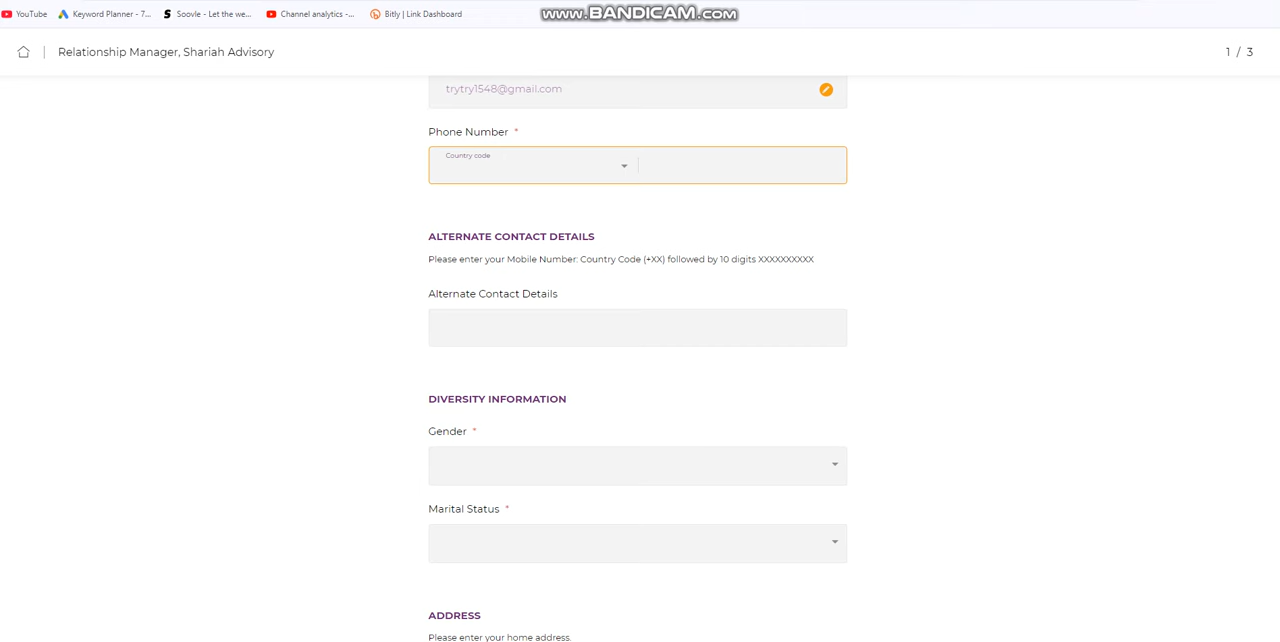 YouTube Keyword Planner - 7... Soovle - Let the we... Channel analytics -... Bitly | Link Dashboard
www.BANDICAM.com
Relationship Manager, Shariah Advisory 1 / 3
trytry1548@gmail.com
Phone Number *
Country code
ALTERNATE CONTACT DETAILS
Please enter your Mobile Number: Country Code (+XX) followed by 10 digits XXXXXXXXXX
Alternate Contact Details
DIVERSITY INFORMATION
Gender *
Marital Status *
ADDRESS
Please enter your home address.